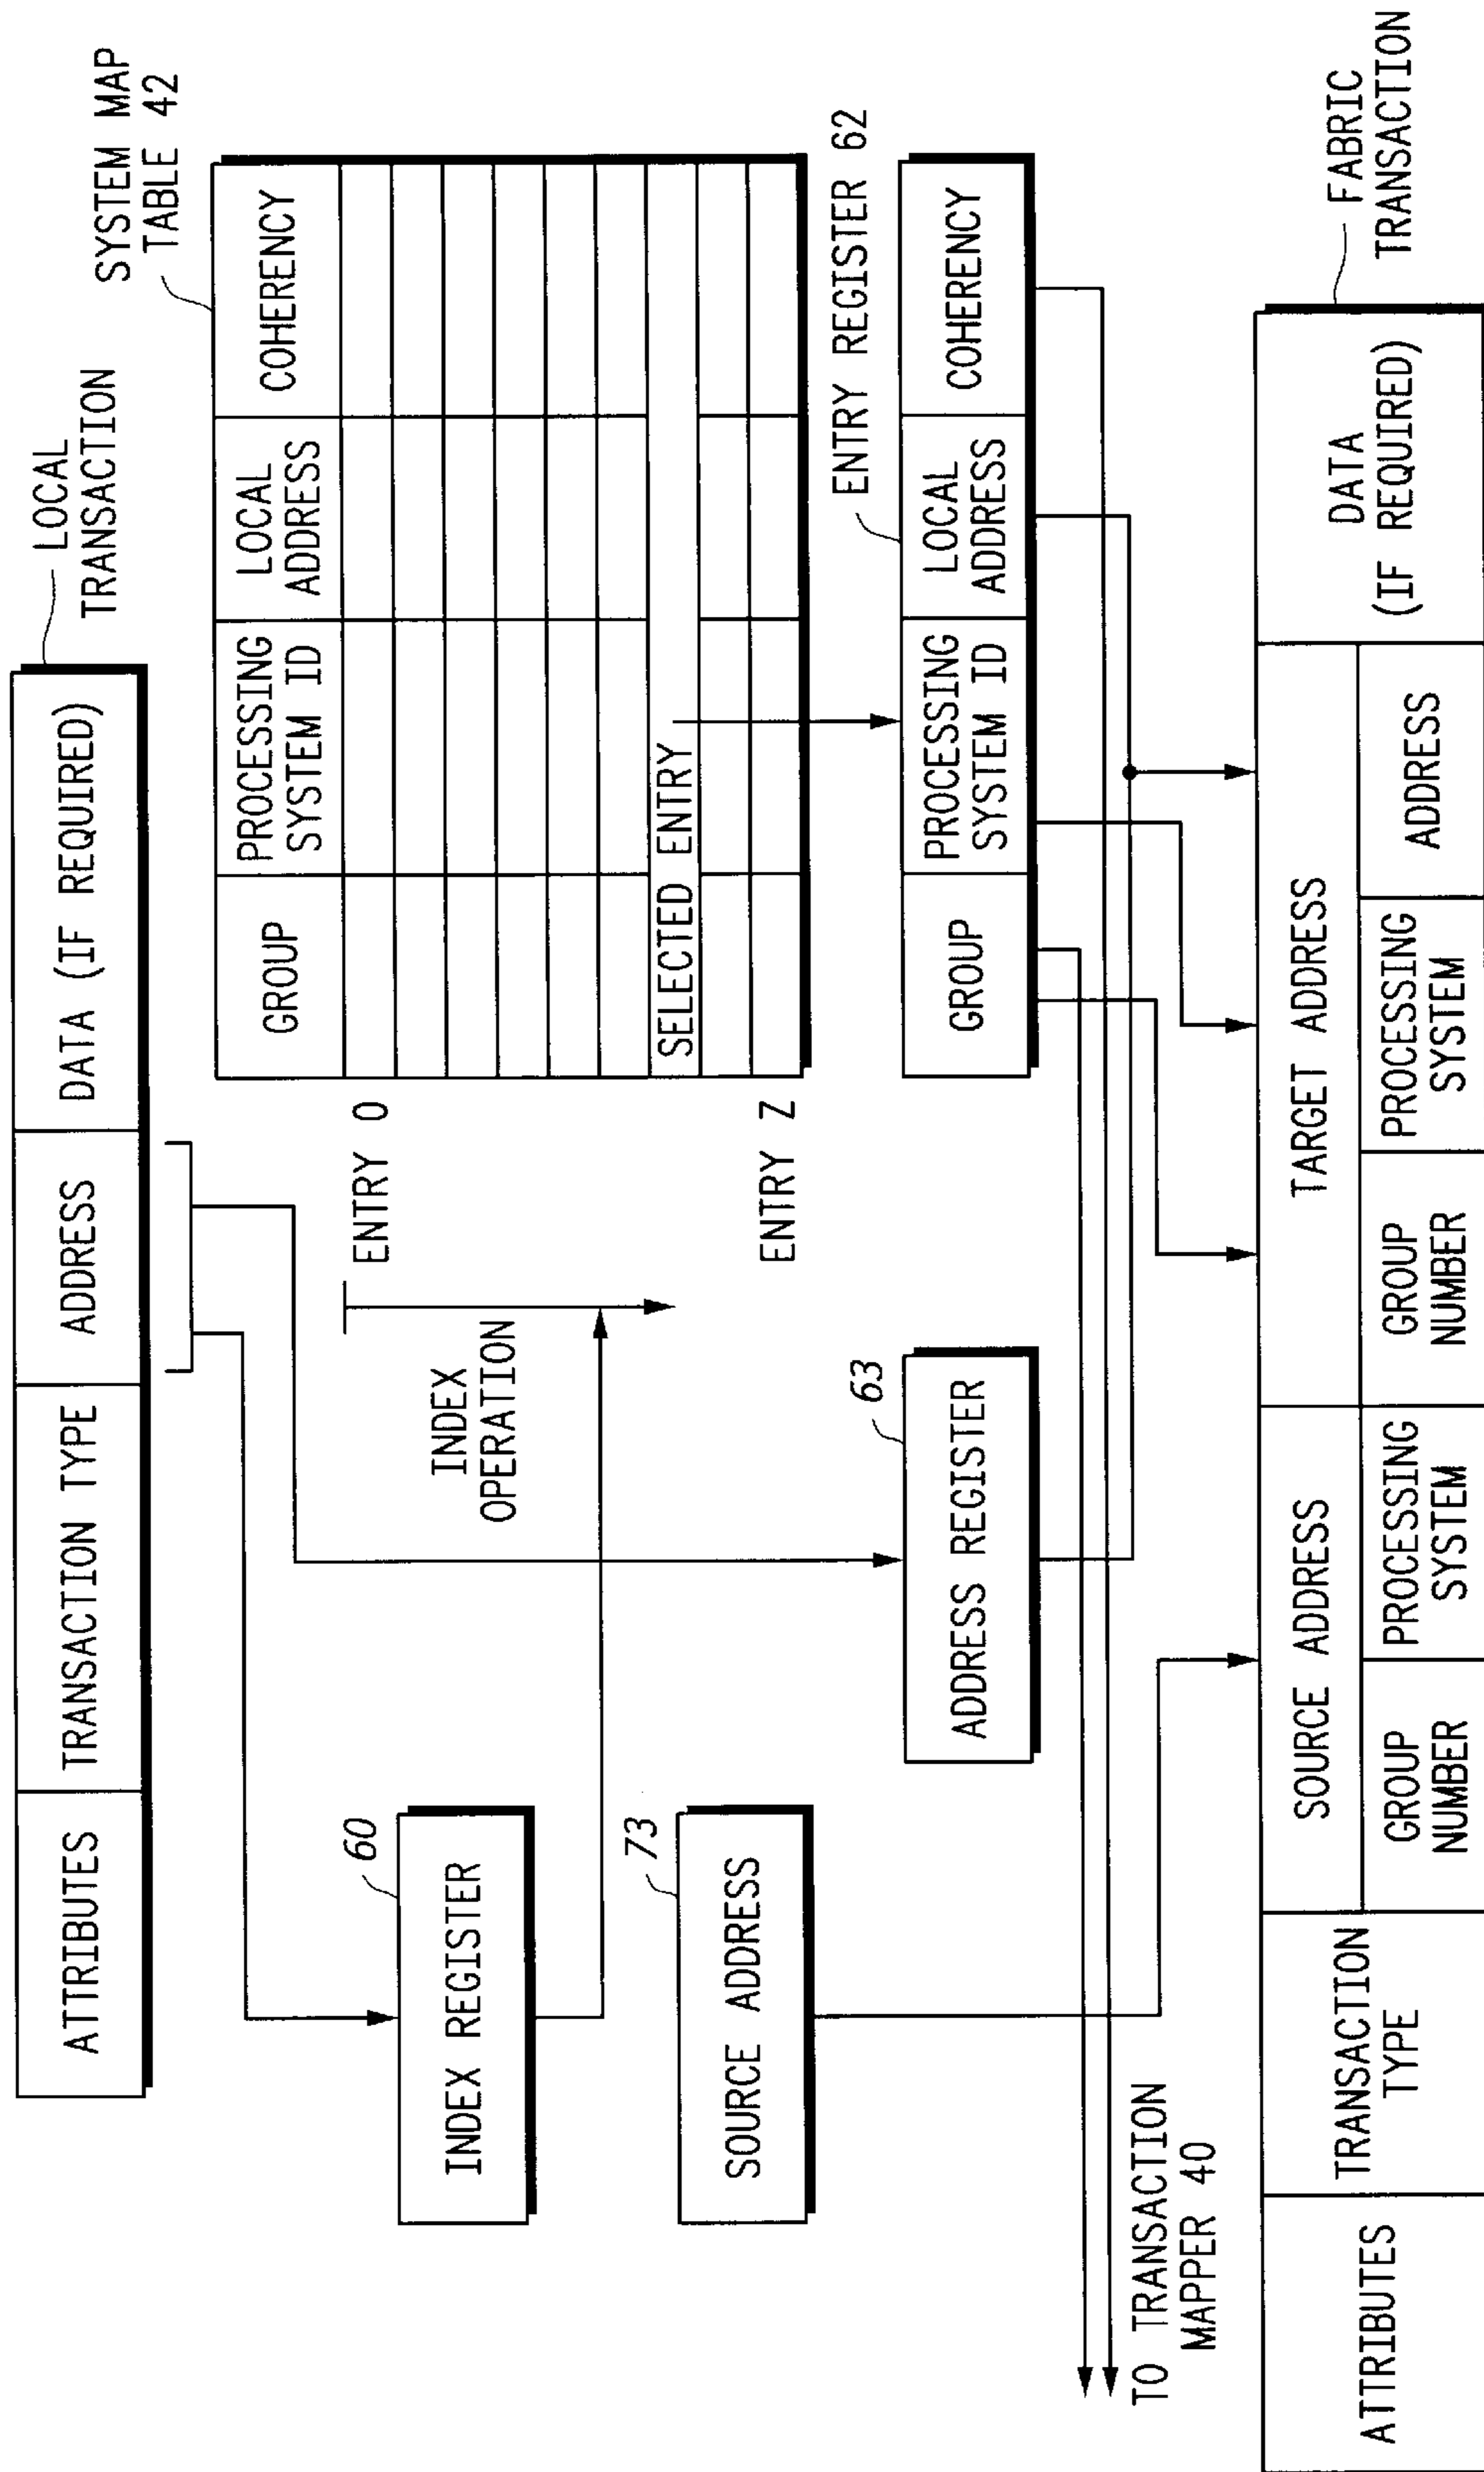 LOCAL
TRANSACTION
ATTRIBUTES
TRANSACTION TYPE
ADDRESS
DATA (IF REQUIRED)
SYSTEM MAP
TABLE 42
GROUP
PROCESSING
SYSTEM ID
LOCAL
ADDRESS
COHERENCY
ENTRY 0
SELECTED ENTRY
ENTRY Z
INDEX
OPERATION
60
INDEX REGISTER
73
SOURCE ADDRESS
63
ADDRESS REGISTER
ENTRY REGISTER 62
GROUP
PROCESSING
SYSTEM ID
LOCAL
ADDRESS
COHERENCY
TO TRANSACTION
MAPPER 40
FABRIC
TRANSACTION
ATTRIBUTES
TRANSACTION
TYPE
SOURCE ADDRESS
GROUP
NUMBER
PROCESSING
SYSTEM
TARGET ADDRESS
GROUP
NUMBER
PROCESSING
SYSTEM
ADDRESS
DATA
(IF REQUIRED)